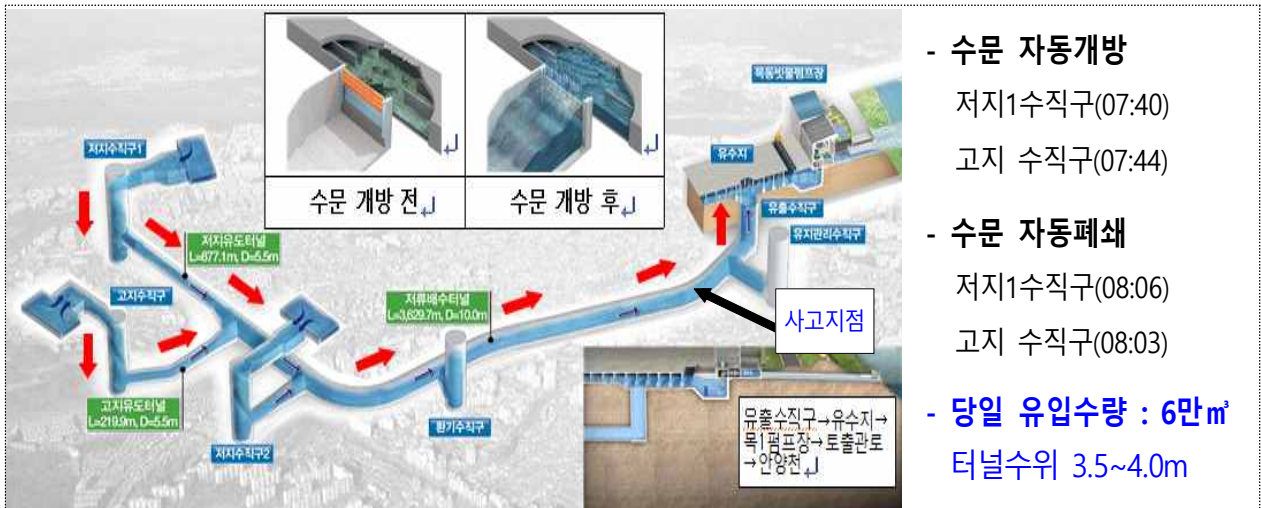 수문 개방 전
수문 개방 후
목동빗물펌프장
저지수직구1
유수지
유출수직구
유지관리수직구
저지유도터널
L=877.1m, D=5.5m
고지수직구
저류배수터널
L=3,629.7m, D=10.0m
사고지점
고지유도터널
L=219.9m, D=5.5m
저지수직구2
환기수직구
유출수직구→유수지→
목1펌프장→토출관로
→안양천
- 수문 자동개방
저지1수직구(07:40)
고지 수직구(07:44)
- 수문 자동폐쇄
저지1수직구(08:06)
고지 수직구(08:03)
- 당일 유입수량 : 6만㎥
터널수위 3.5~4.0m